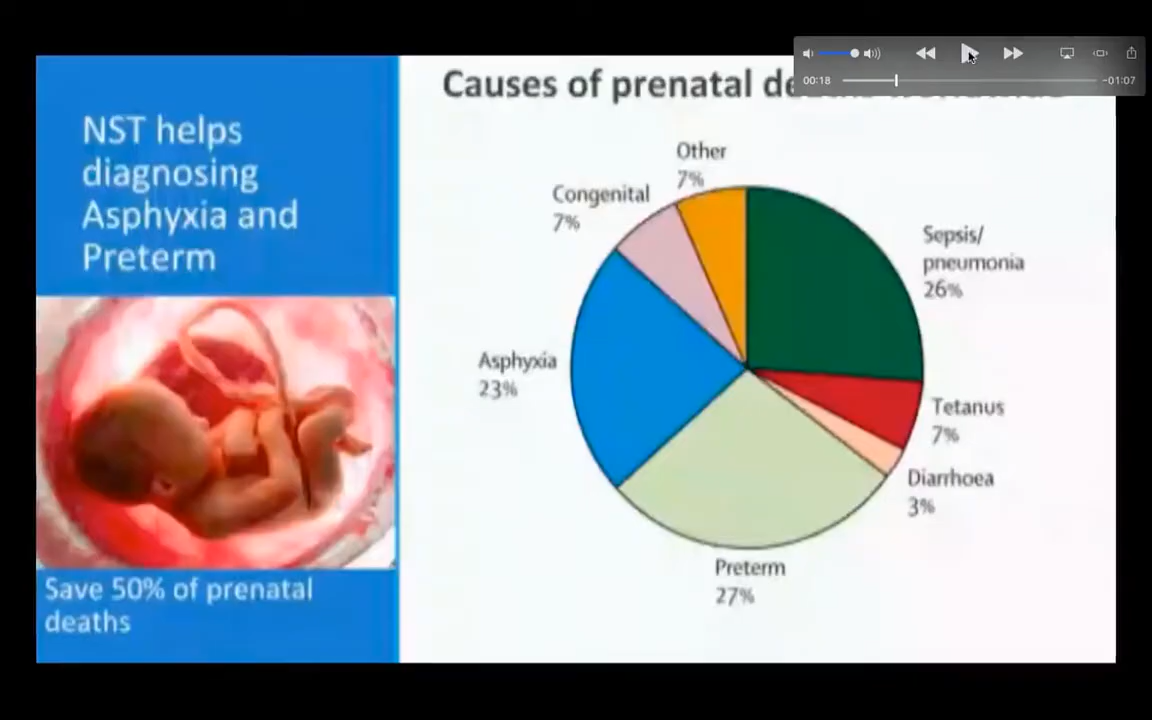 NST helps
diagnosing
Asphyxia and
Preterm
Save 50% of prenatal
deaths
Causes of prenatal
00:18
-01:07
Other
7%
Congenital
7%
Sepsis/
pneumonia
26%
Asphyxia
23%
Tetanus
7%
Diarrhoea
3%
Preterm
27%